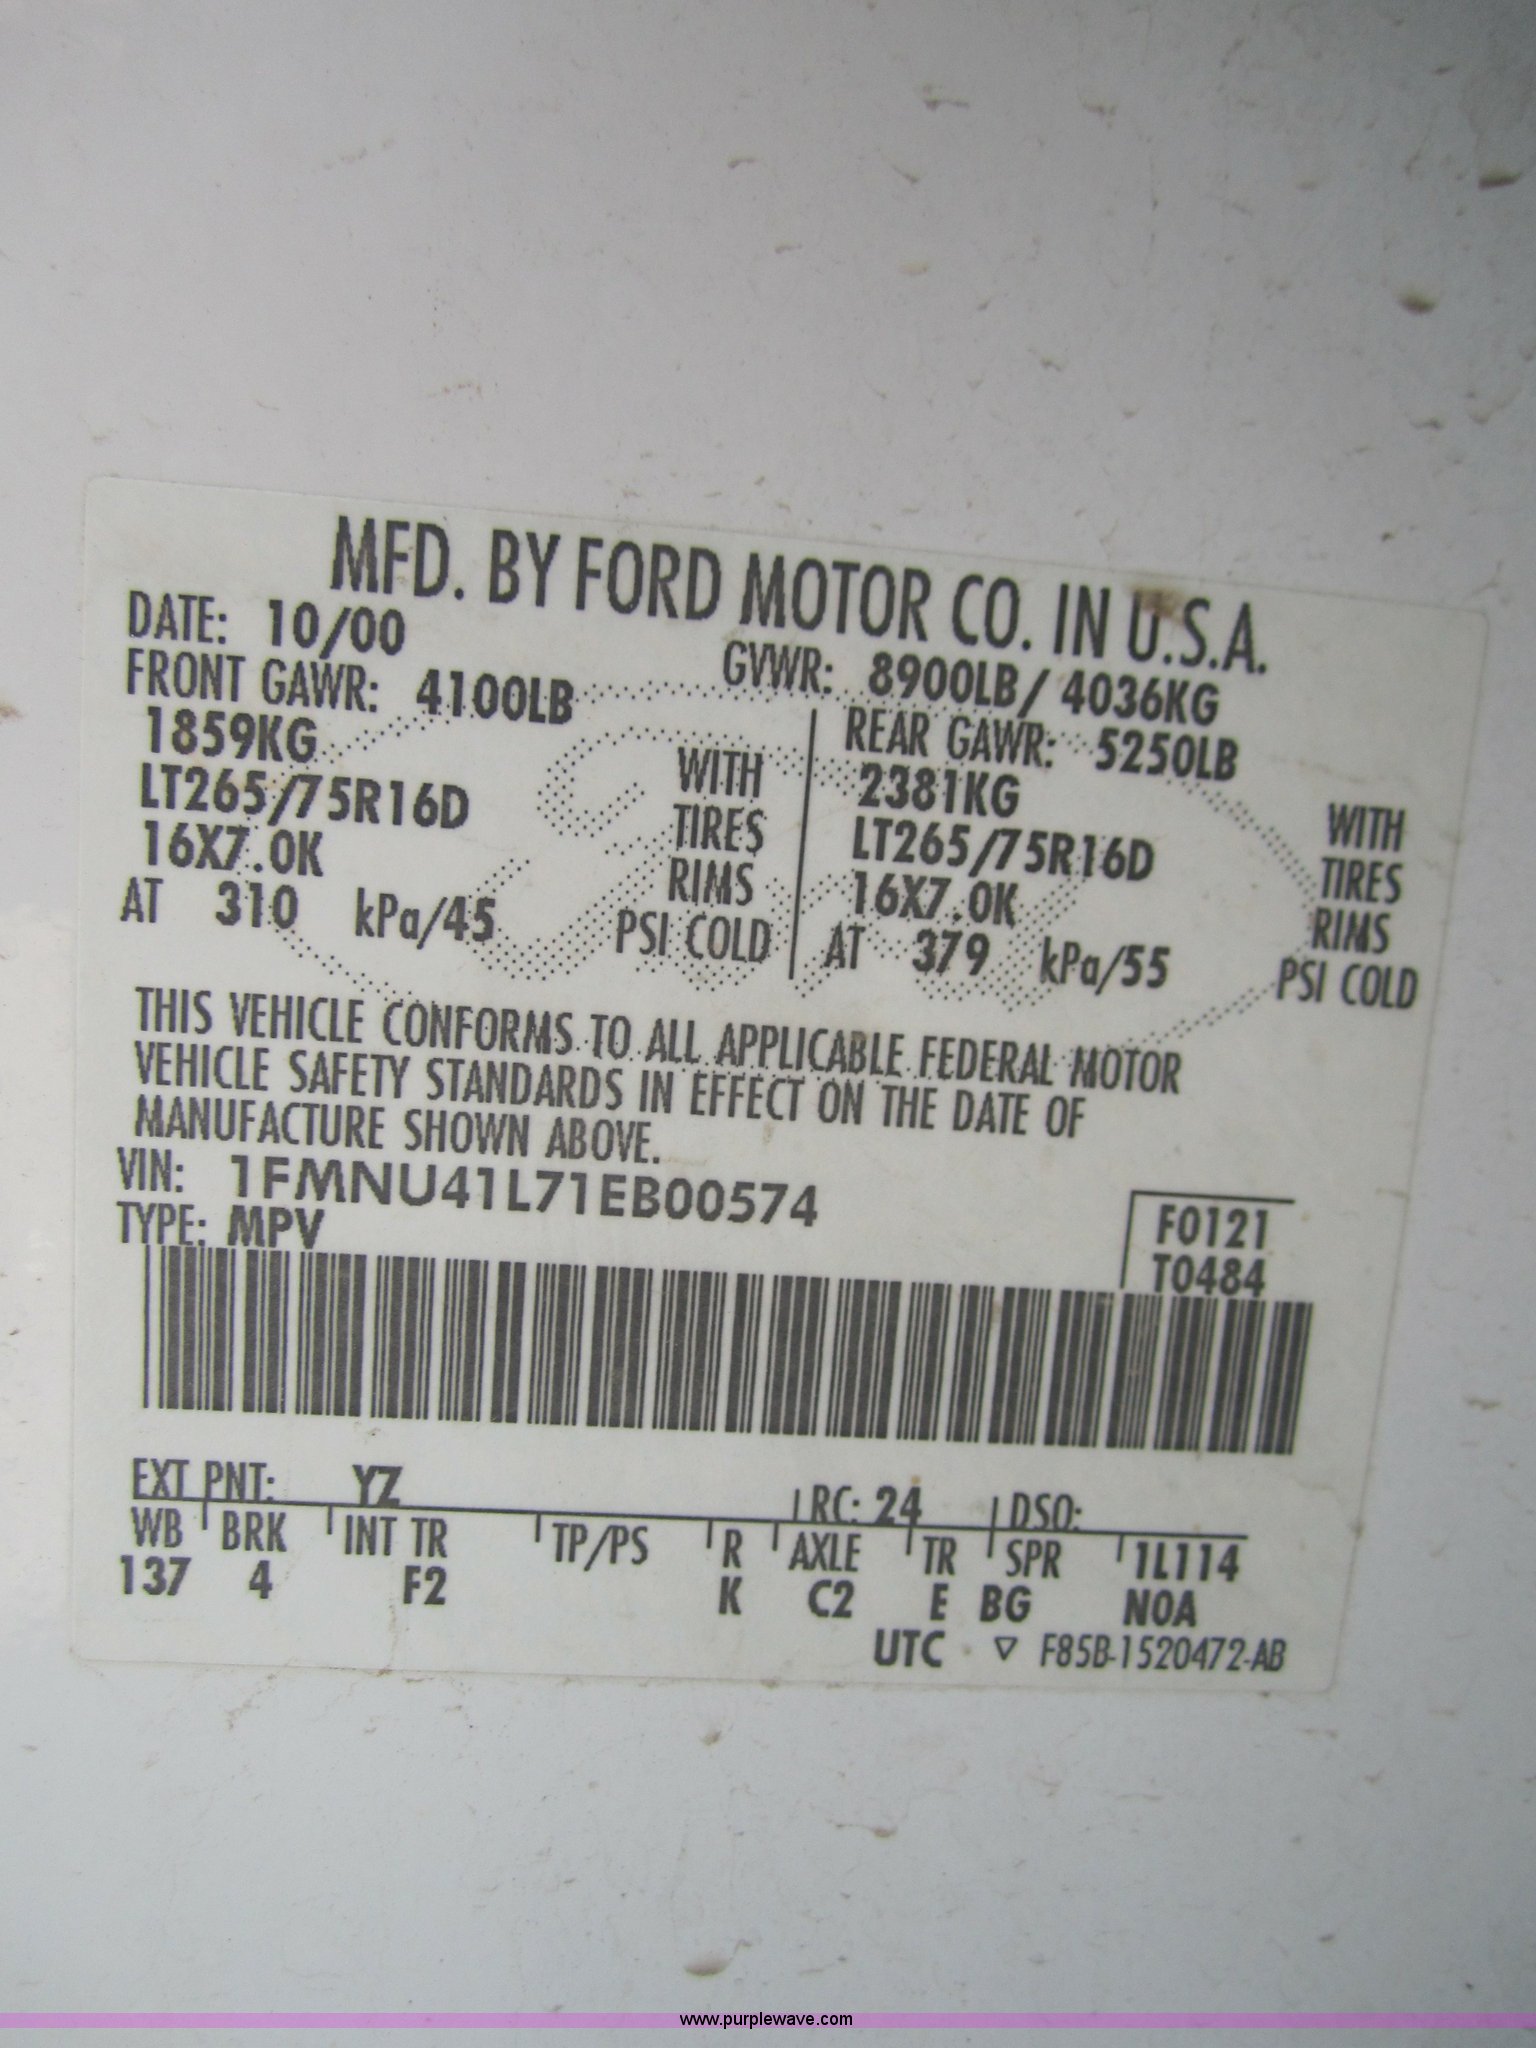 MFD. BY FORD MOTOR CO. IN U.S.A.
DATE: 10/00
GVWR: 8900LB/ 4036KG
FRONT GAWR: 4100LB
1859KG
WITH
LT265/75R16D
TIRES
16X7.0K
RIMS
AT 310 kPa/45
PSI COLD
REAR GAWR: 5250LB
2381KG
WITH
LT265/75R16D
TIRES
16X7.0K
RIMS
AT 379 kPa/55
PSI COLD
THIS VEHICLE CONFORMS TO ALL APPLICABLE FEDERAL MOTOR
VEHICLE SAFETY STANDARDS IN EFFECT ON THE DATE OF
MANUFACTURE SHOWN ABOVE.
VIN: 1FMNU41L71EB00574
TYPE: MPV
F0121
T0484
EXT PNT: YZ RC: 24 DSO:
WB BRK INT TR TP/PS R AXLE TR SPR 1L114
137 4 F2 K C2 E BG NOA
UTC ▽ F85B-1520472-AB
www.purplewave.com